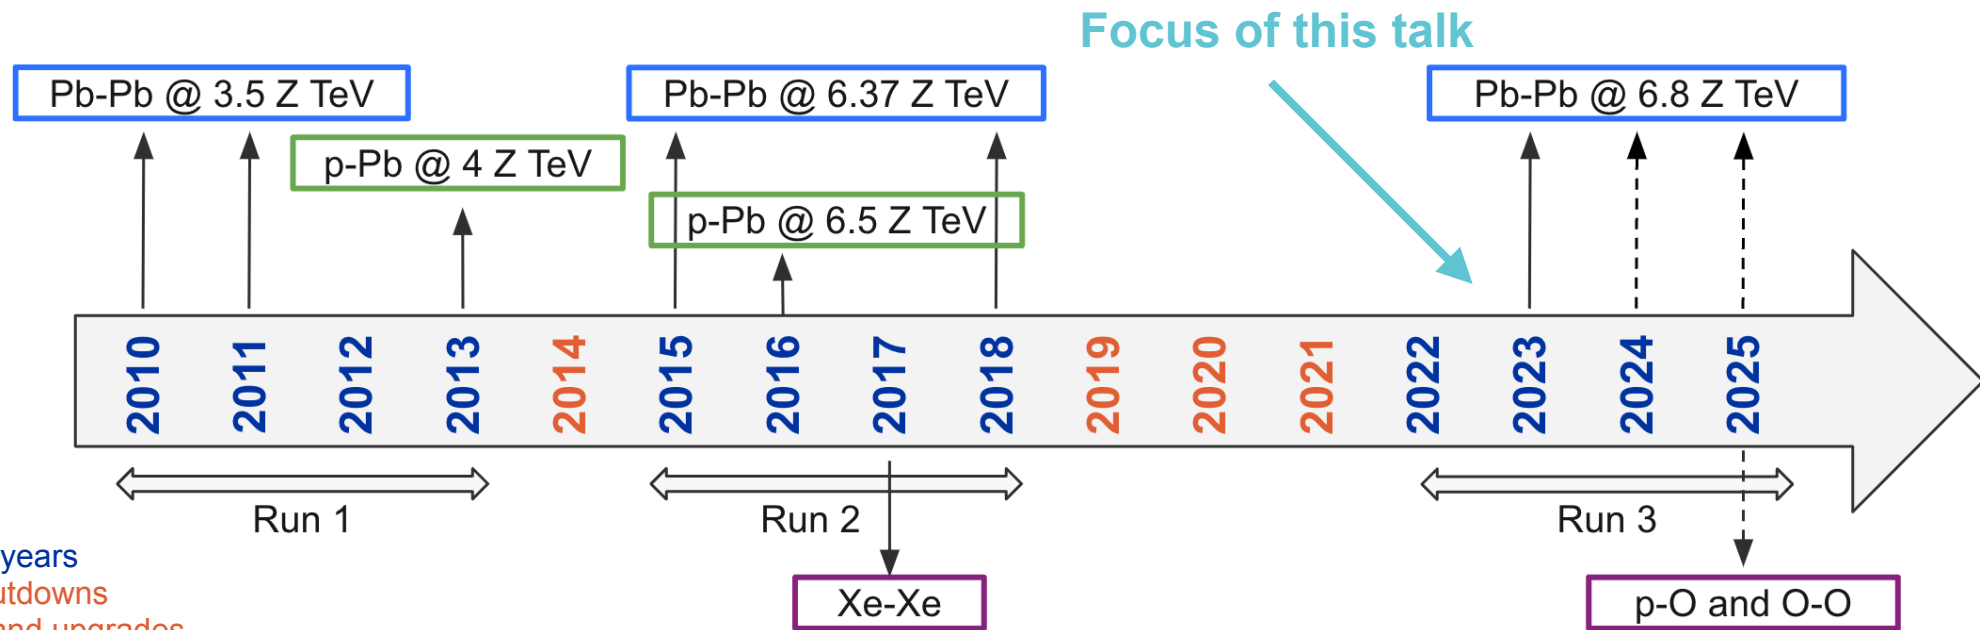 Focus of this talk
Pb-Pb @ 3.5 Z TeV
Pb-Pb @ 6.37 Z TeV
Pb-Pb @ 6.8 Z TeV
p-Pb @ 4 Z TeV
p-Pb @ 6.5 Z TeV
2010
2011
2012
2013
2014
2015
2016
2017
2018
2019
2020
2021
2022
2023
2024
2025
Run 1
Run 2
Run 3
years
utdowns
and upgrades
Xe-Xe
p-O and O-O